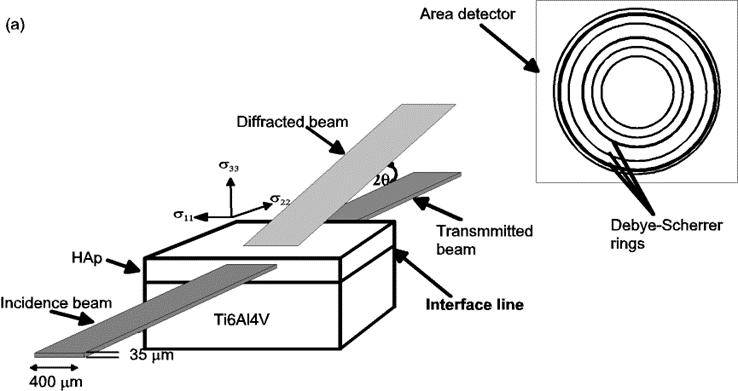 (a)
Area detector
Diffracted beam
2θ
σ33
σ22
σ11
Transmmitted
beam
Debye-Scherrer
rings
HAp
Incidence beam
Interface line
Ti6Al4V
35 μm
400 μm